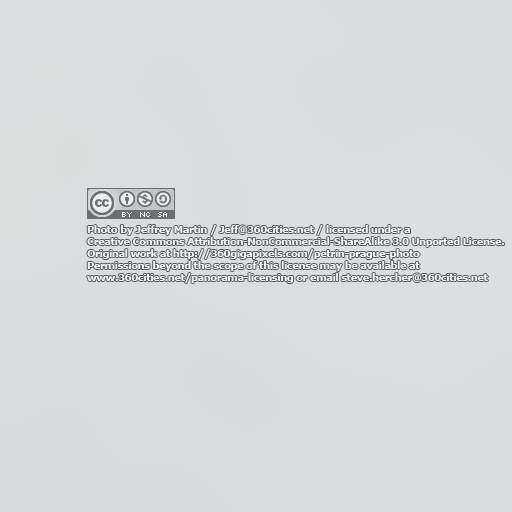 cc
BY NC SA
Photo by Jeffrey Martin / Jeff@360cities.net / licensed under a
Creative Commons Attribution-NonCommercial-ShareAlike 3.0 Unported License.
Original work at http://360gigapixels.com/petrin-prague-photo
Permissions beyond the scope of this license may be available at
www.360cities.net/panorama-licensing or email steve.hercher@360cities.net